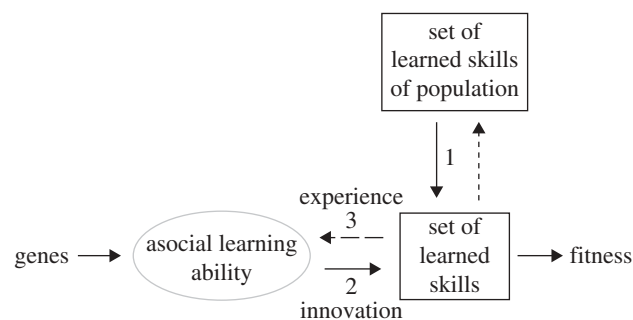 set of
learned skills
of population
1
experience
3
genes
asocial learning
ability
2
innovation
set of
learned
skills
fitness